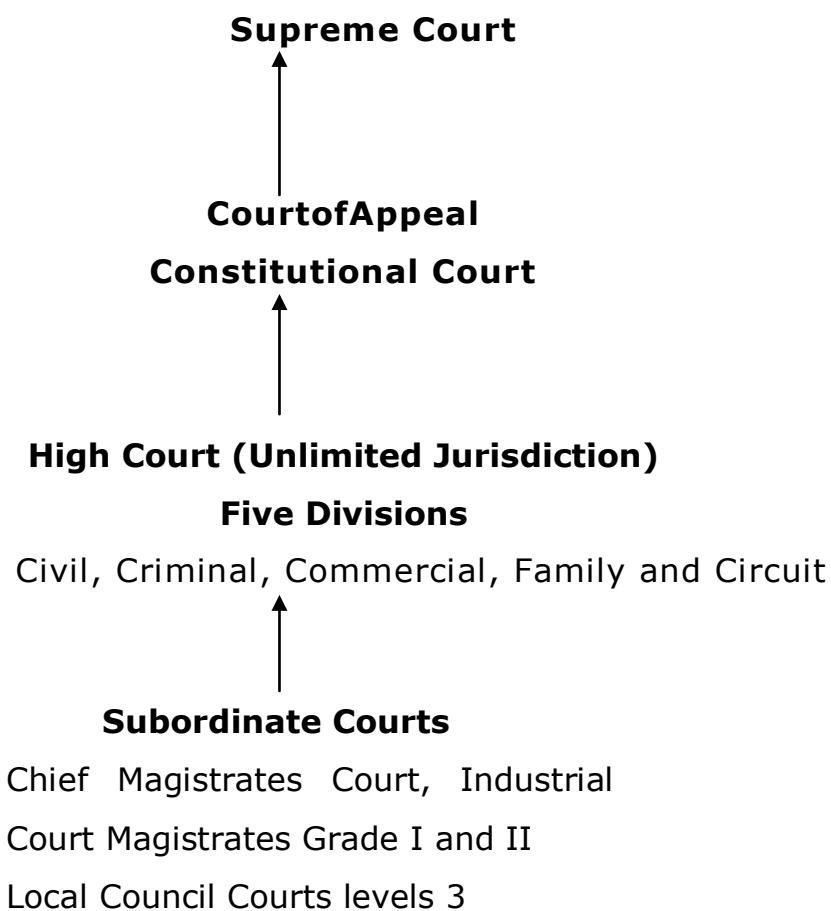 Supreme Court
CourtofAppeal
Constitutional Court
High Court (Unlimited Jurisdiction)
Five Divisions
Civil, Criminal, Commercial, Family and Circuit
Subordinate Courts
Chief Magistrates Court, Industrial
Court Magistrates Grade I and II
Local Council Courts levels 3